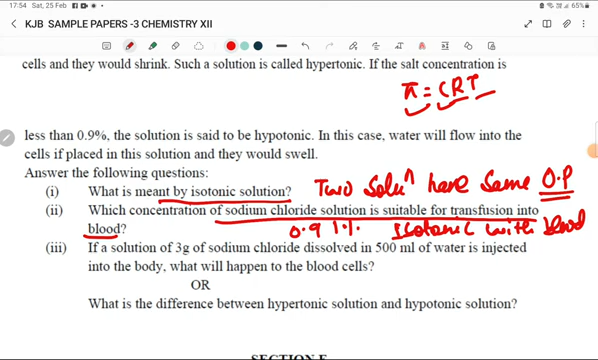 17:54 Sat, 25 Feb
65%
KJB SAMPLE PAPERS -3 CHEMISTRY XII
cells and they would shrink. Such a solution is called hypertonic. If the salt concentration is
π = CRT
less than 0.9%, the solution is said to be hypotonic. In this case, water will flow into the
cells if placed in this solution and they would swell.
Answer the following questions:
(i) What is meant by isotonic solution? Two soluⁿ have same O.P
(ii) Which concentration of sodium chloride solution is suitable for transfusion into
blood? 0.91% Isotonic with blood
(iii) If a solution of 3g of sodium chloride dissolved in 500 ml of water is injected
into the body, what will happen to the blood cells?
OR
What is the difference between hypertonic solution and hypotonic solution?
SECTION E